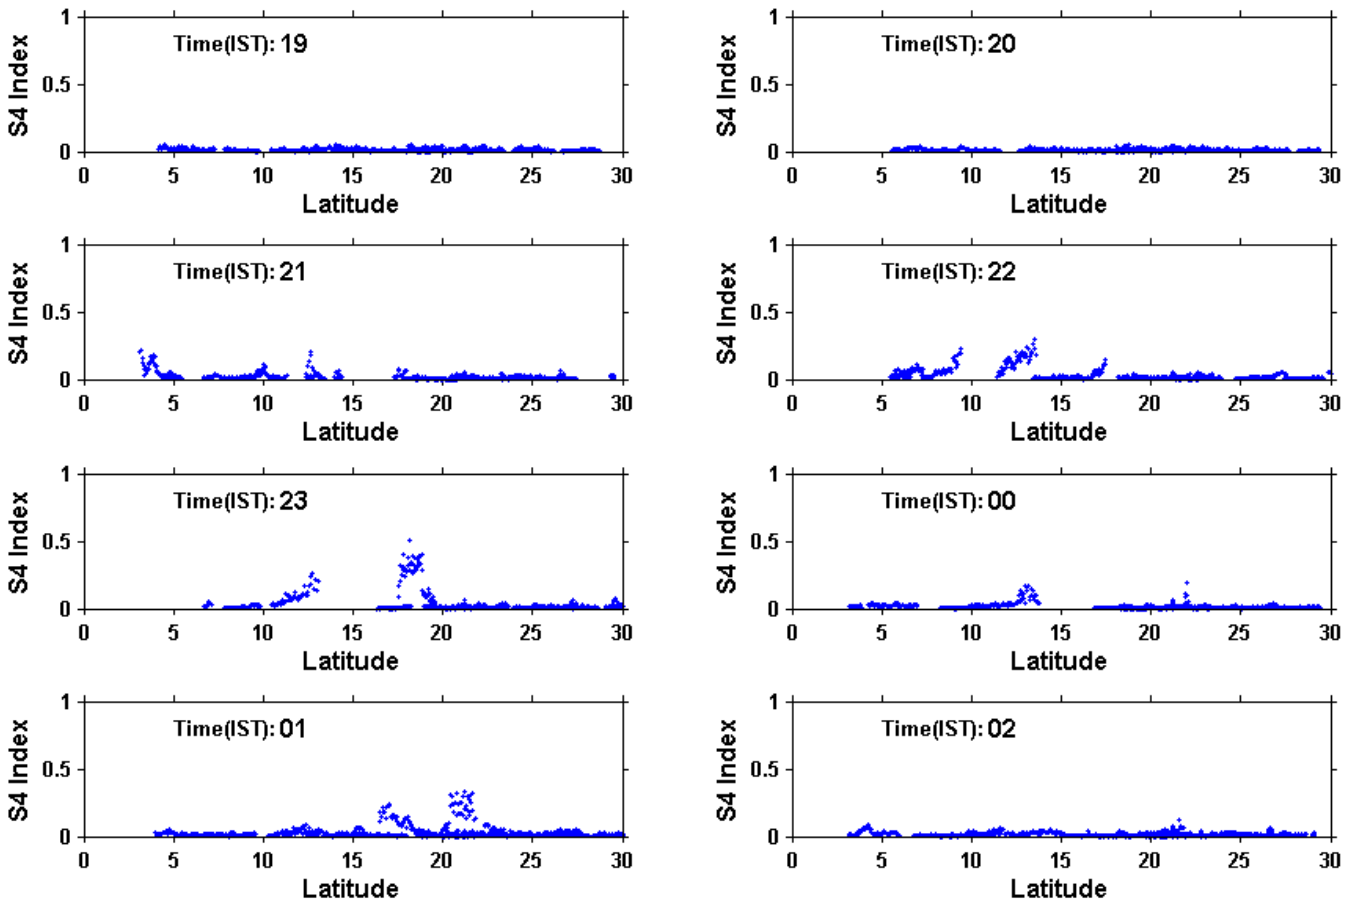 1
S4 Index
0.5
0
Time(IST): 19
0 5 10 15 20 25 30
Latitude
1
S4 Index
0.5
0
Time(IST): 20
0 5 10 15 20 25 30
Latitude
1
S4 Index
0.5
0
Time(IST): 21
0 5 10 15 20 25 30
Latitude
1
S4 Index
0.5
0
Time(IST): 22
0 5 10 15 20 25 30
Latitude
1
S4 Index
0.5
0
Time(IST): 23
0 5 10 15 20 25 30
Latitude
1
S4 Index
0.5
0
Time(IST): 00
0 5 10 15 20 25 30
Latitude
1
S4 Index
0.5
0
Time(IST): 01
0 5 10 15 20 25 30
Latitude
1
S4 Index
0.5
0
Time(IST): 02
0 5 10 15 20 25 30
Latitude